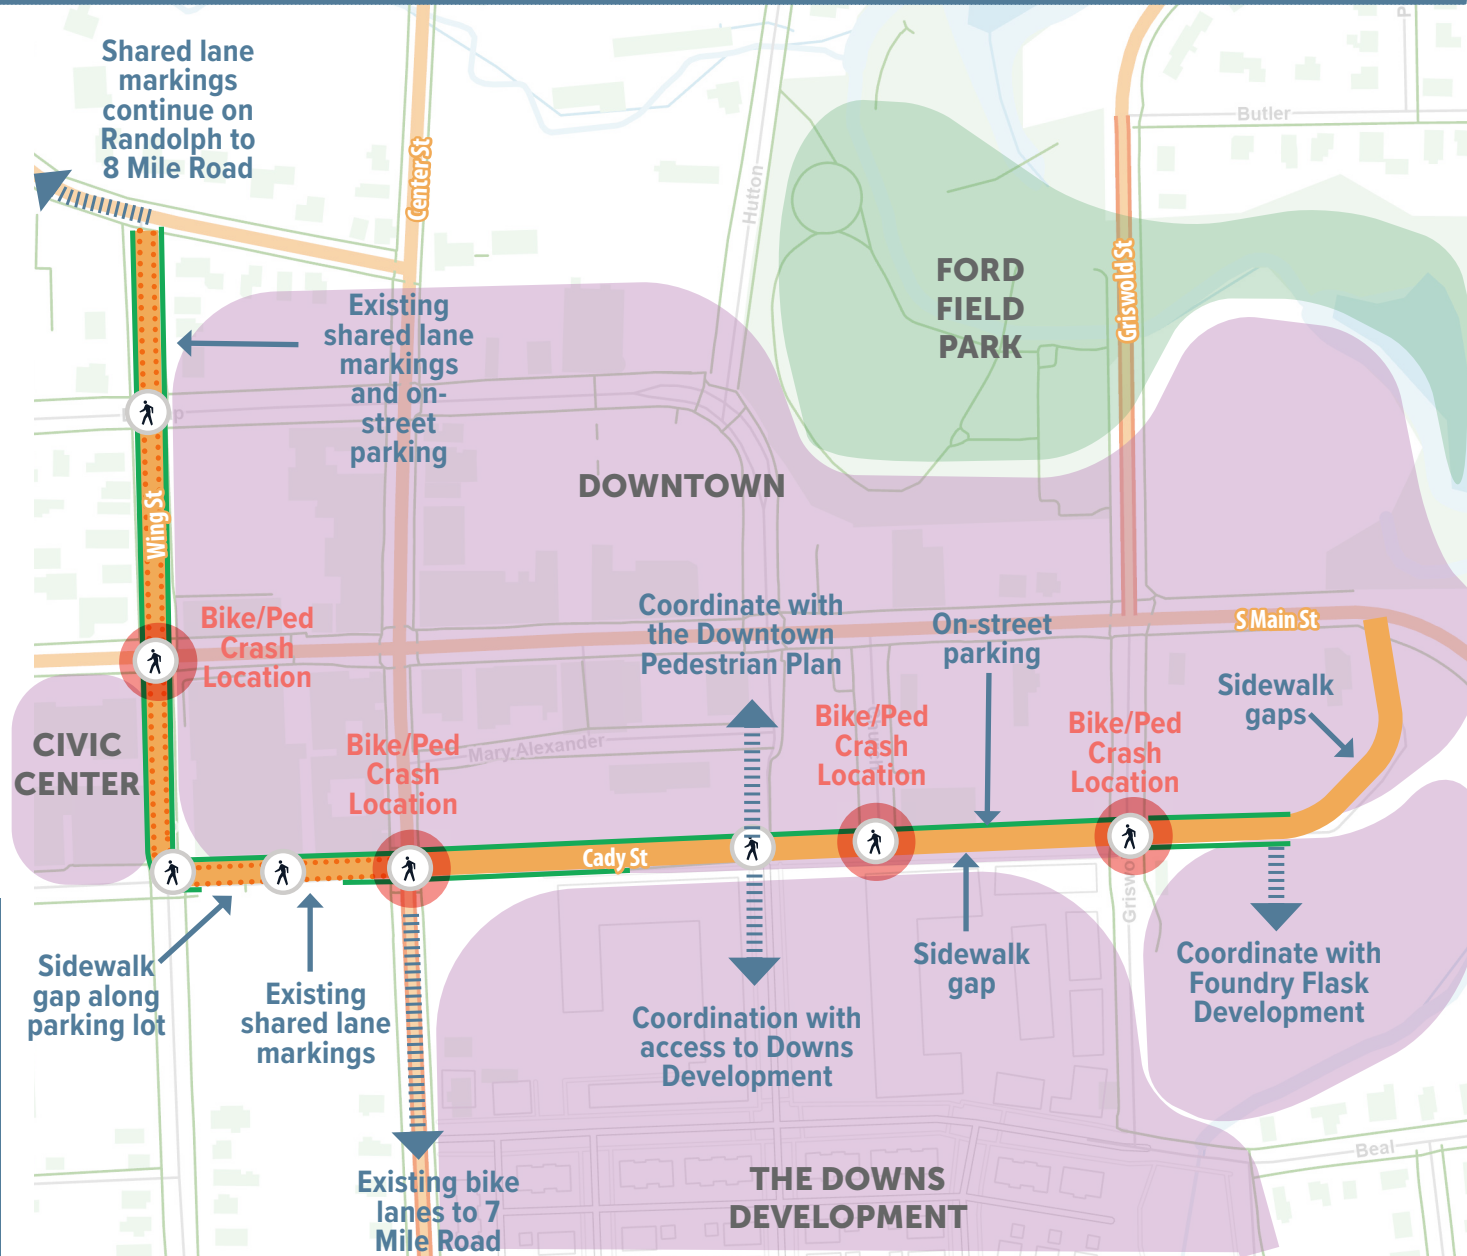 Shared lane
markings
continue on
Randolph to
8 Mile Road
Center St
Hutton
Butler
P
FORD
FIELD
PARK
Griswold St
Existing
shared lane
markings
and on-
street
parking
DOWNTOWN
Wing St
Bike/Ped
Crash
Location
Coordinate with
the Downtown
Pedestrian Plan
On-street
parking
S Main St
Sidewalk
gaps
CIVIC
CENTER
Bike/Ped
Crash
Location
Mary Alexander
Bike/Ped
Crash
Location
Bike/Ped
Crash
Location
Cady St
Griswo
Sidewalk
gap along
parking lot
Existing
shared lane
markings
Coordination with
access to Downs
Development
Sidewalk
gap
Coordinate with
Foundry Flask
Development
Beal
Existing bike
lanes to 7
Mile Road
THE DOWNS
DEVELOPMENT